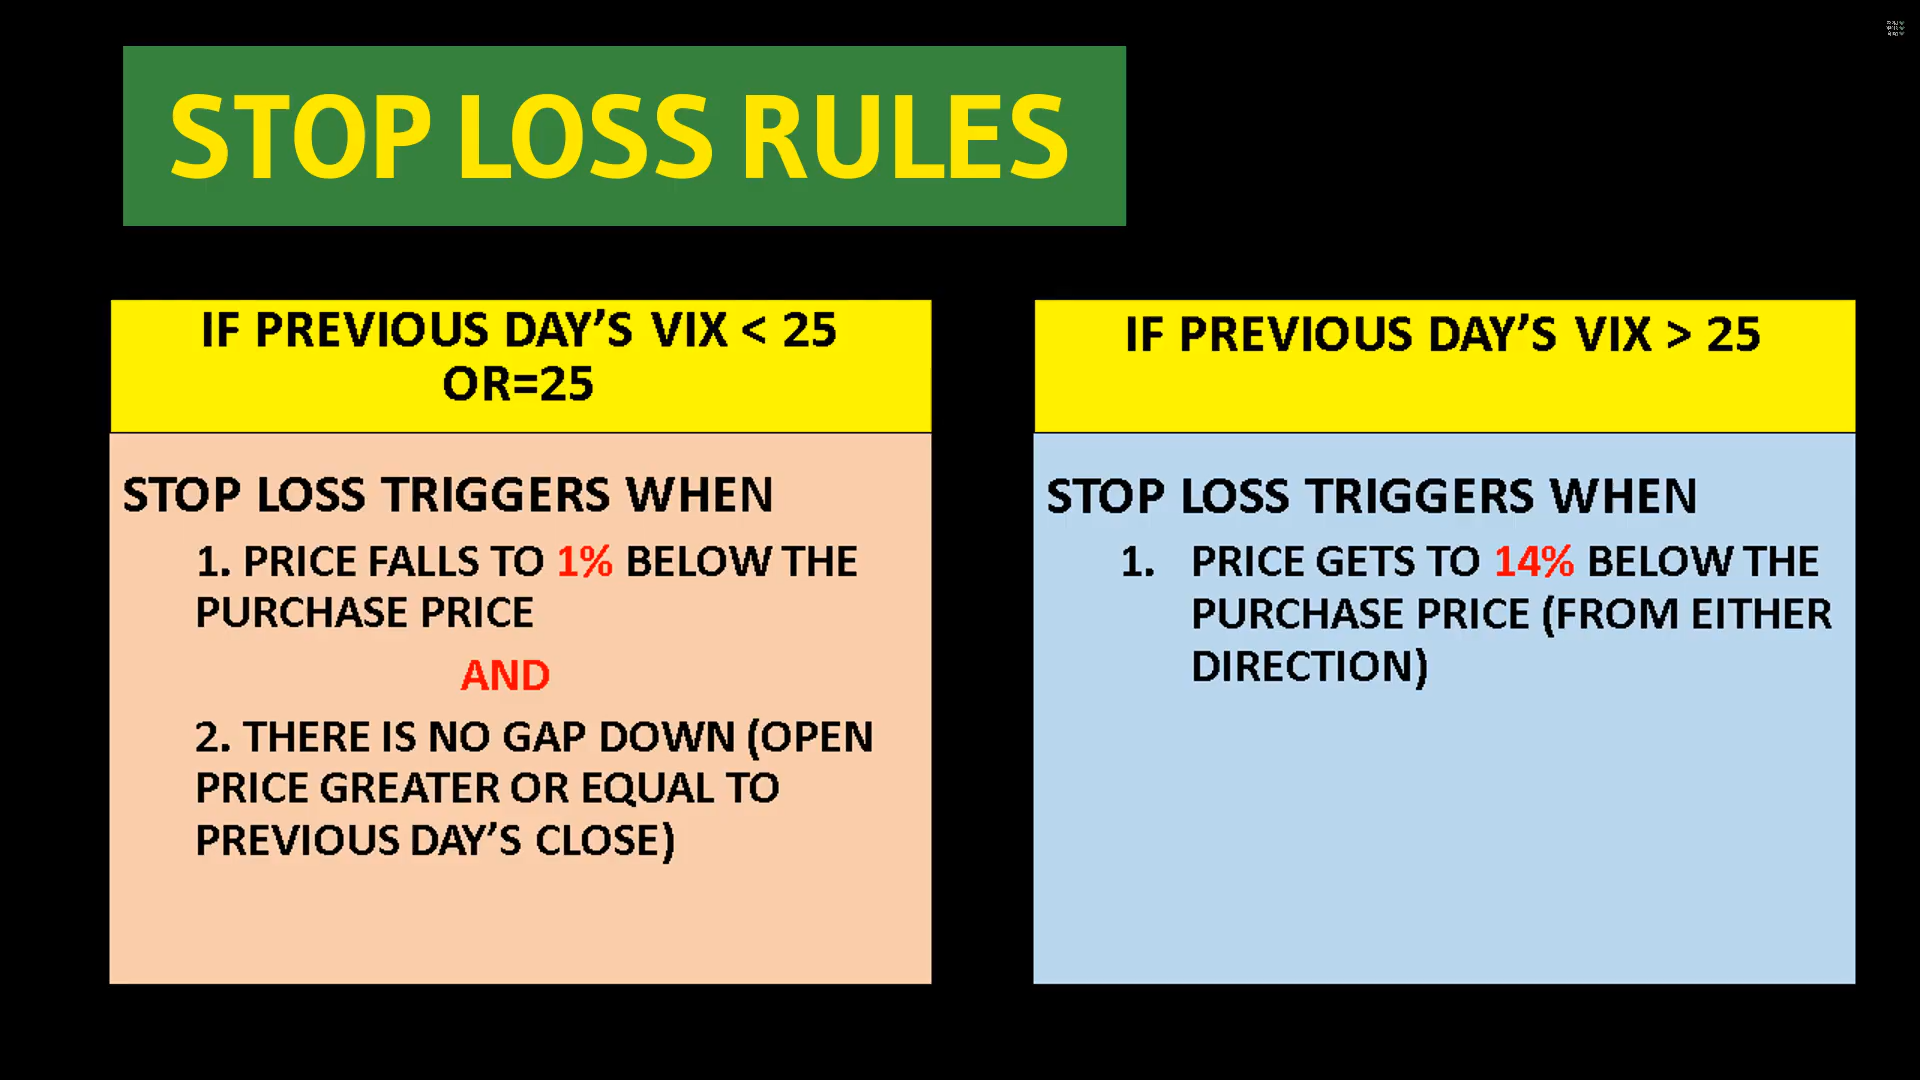 STOP LOSS RULES
IF PREVIOUS DAY’S VIX < 25
OR=25
STOP LOSS TRIGGERS WHEN
1. PRICE FALLS TO 1% BELOW THE
PURCHASE PRICE
AND
2. THERE IS NO GAP DOWN (OPEN
PRICE GREATER OR EQUAL TO
PREVIOUS DAY’S CLOSE)
IF PREVIOUS DAY’S VIX > 25
STOP LOSS TRIGGERS WHEN
1. PRICE GETS TO 14% BELOW THE
PURCHASE PRICE (FROM EITHER
DIRECTION)